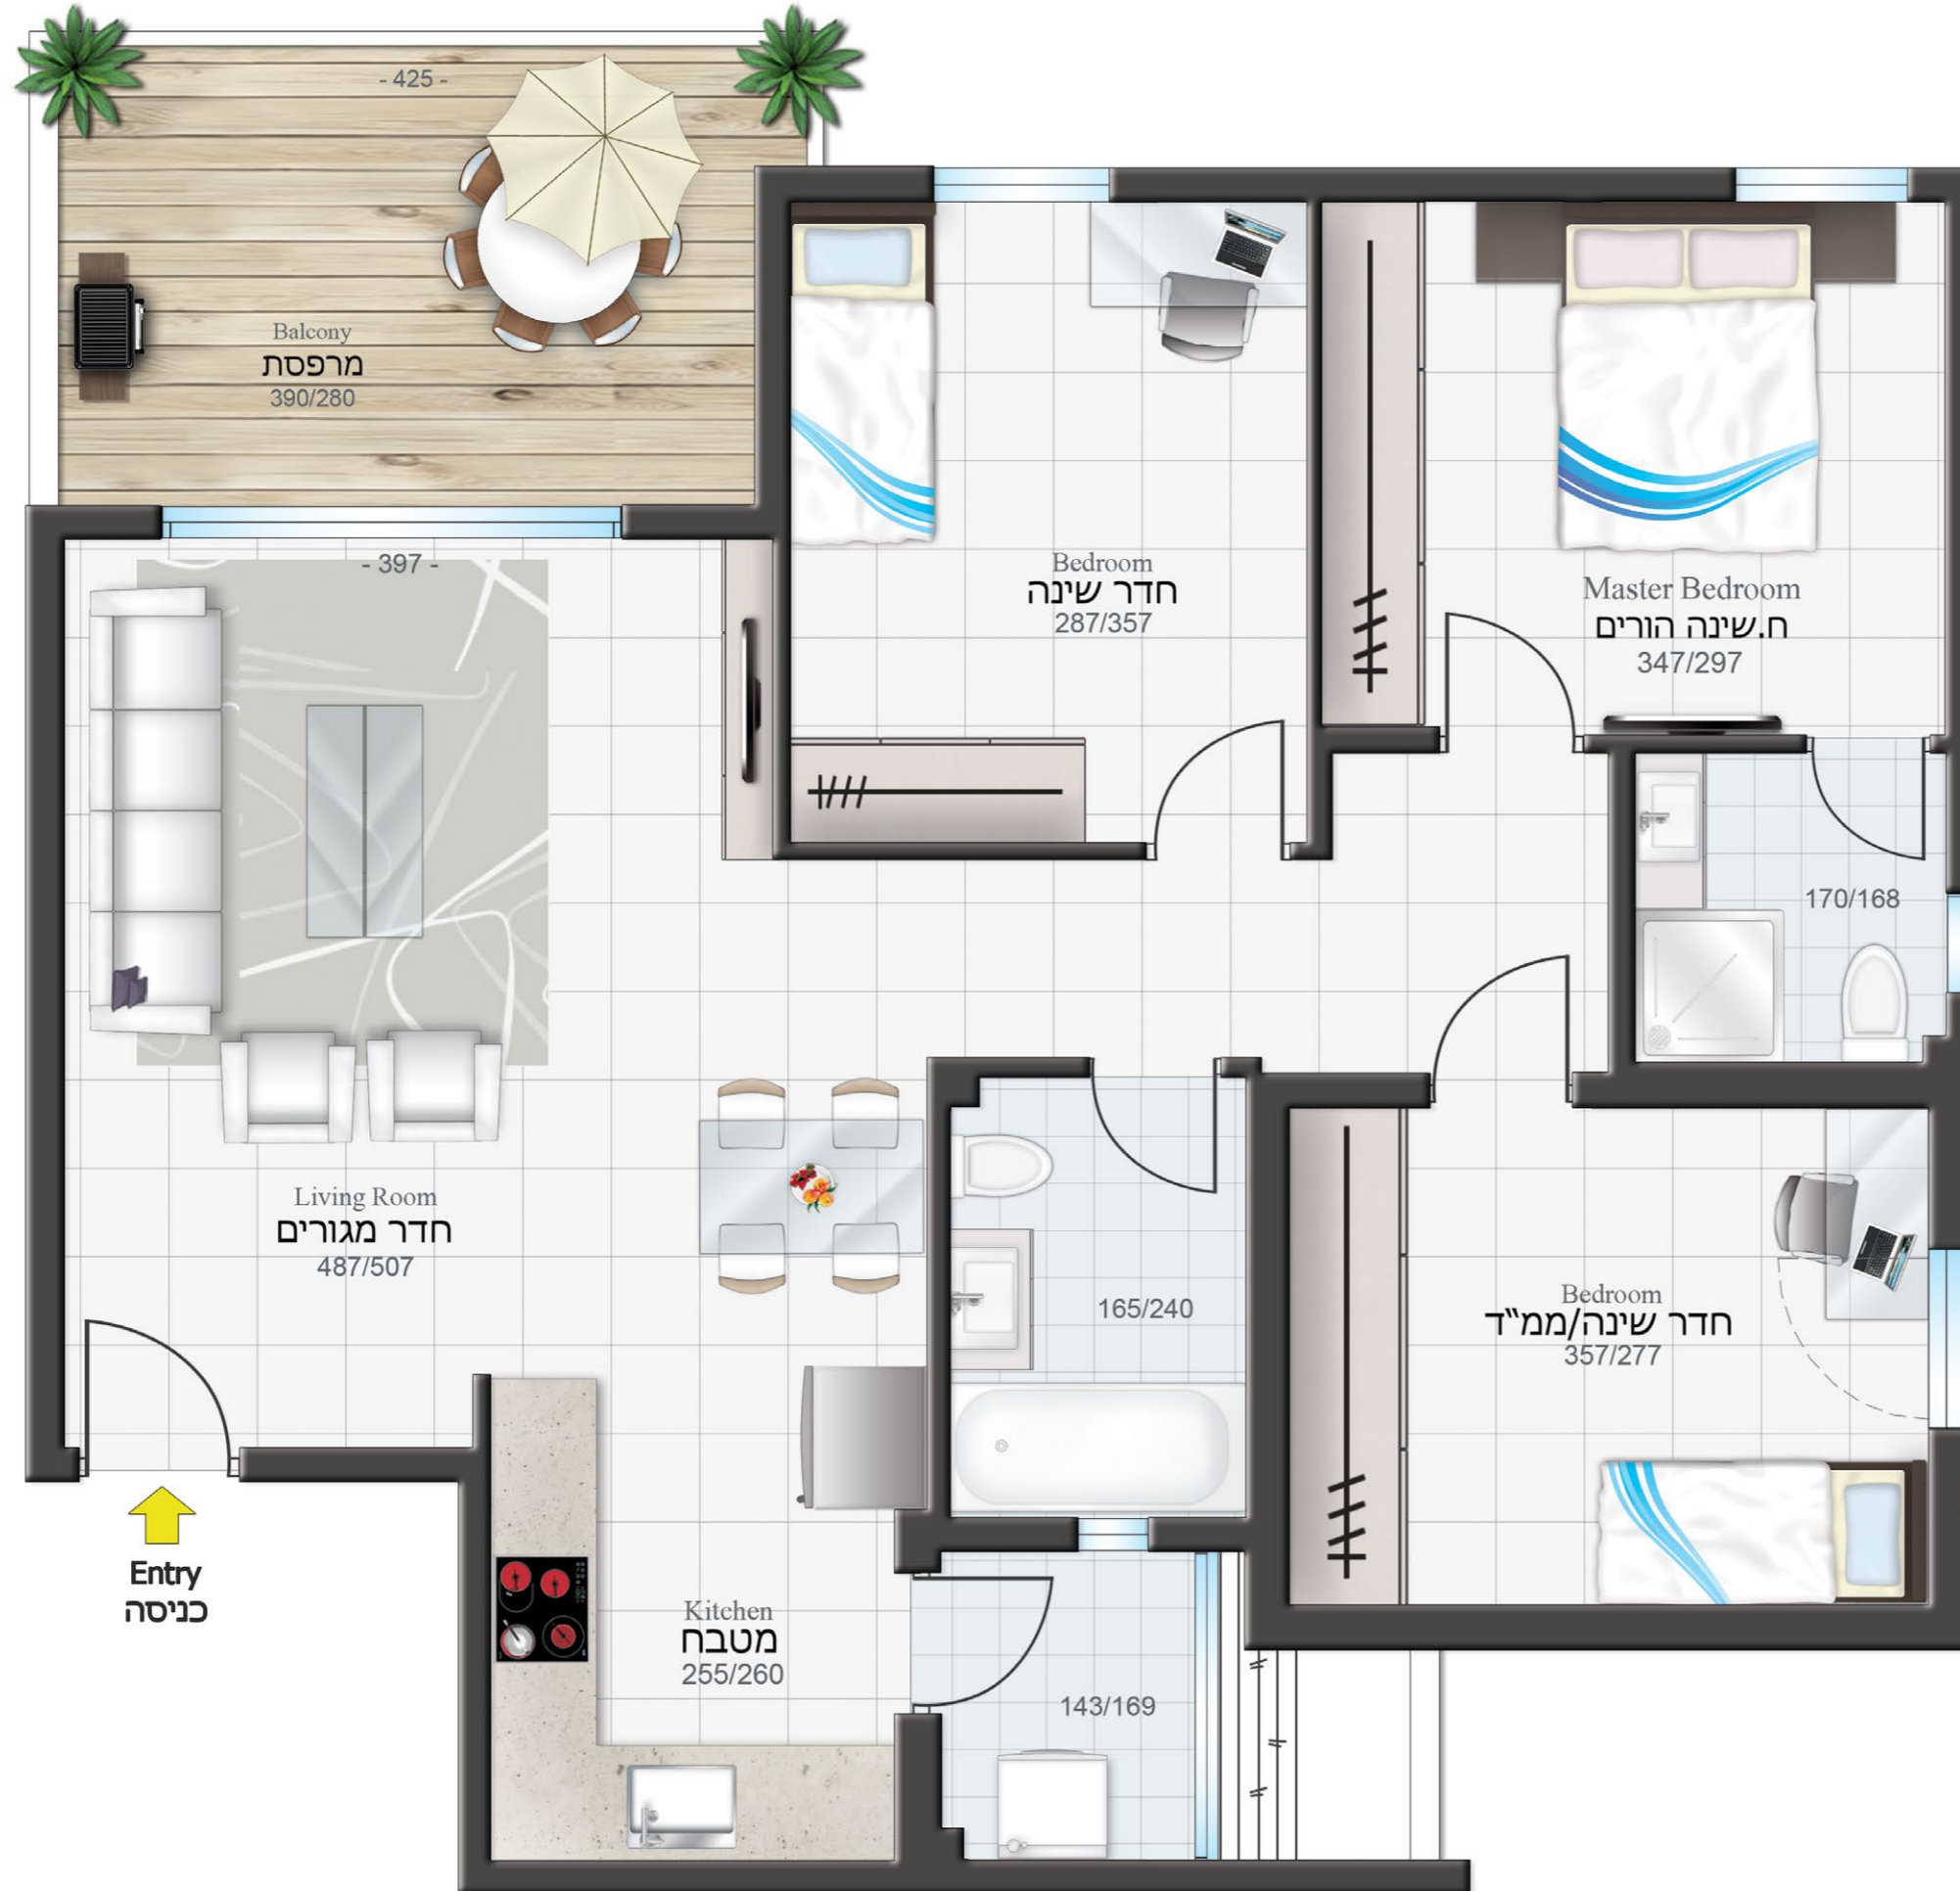 - 425 -
Balcony
מרפסת
390/280
- 397 -
Bedroom
חדר שינה
287/357
Master Bedroom
ח.שינה הורים
347/297
170/168
Living Room
חדר מגורים
487/507
165/240
Bedroom
חדר שינה/ממ"ד
357/277
Entry
כניסה
Kitchen
מטבח
255/260
143/169